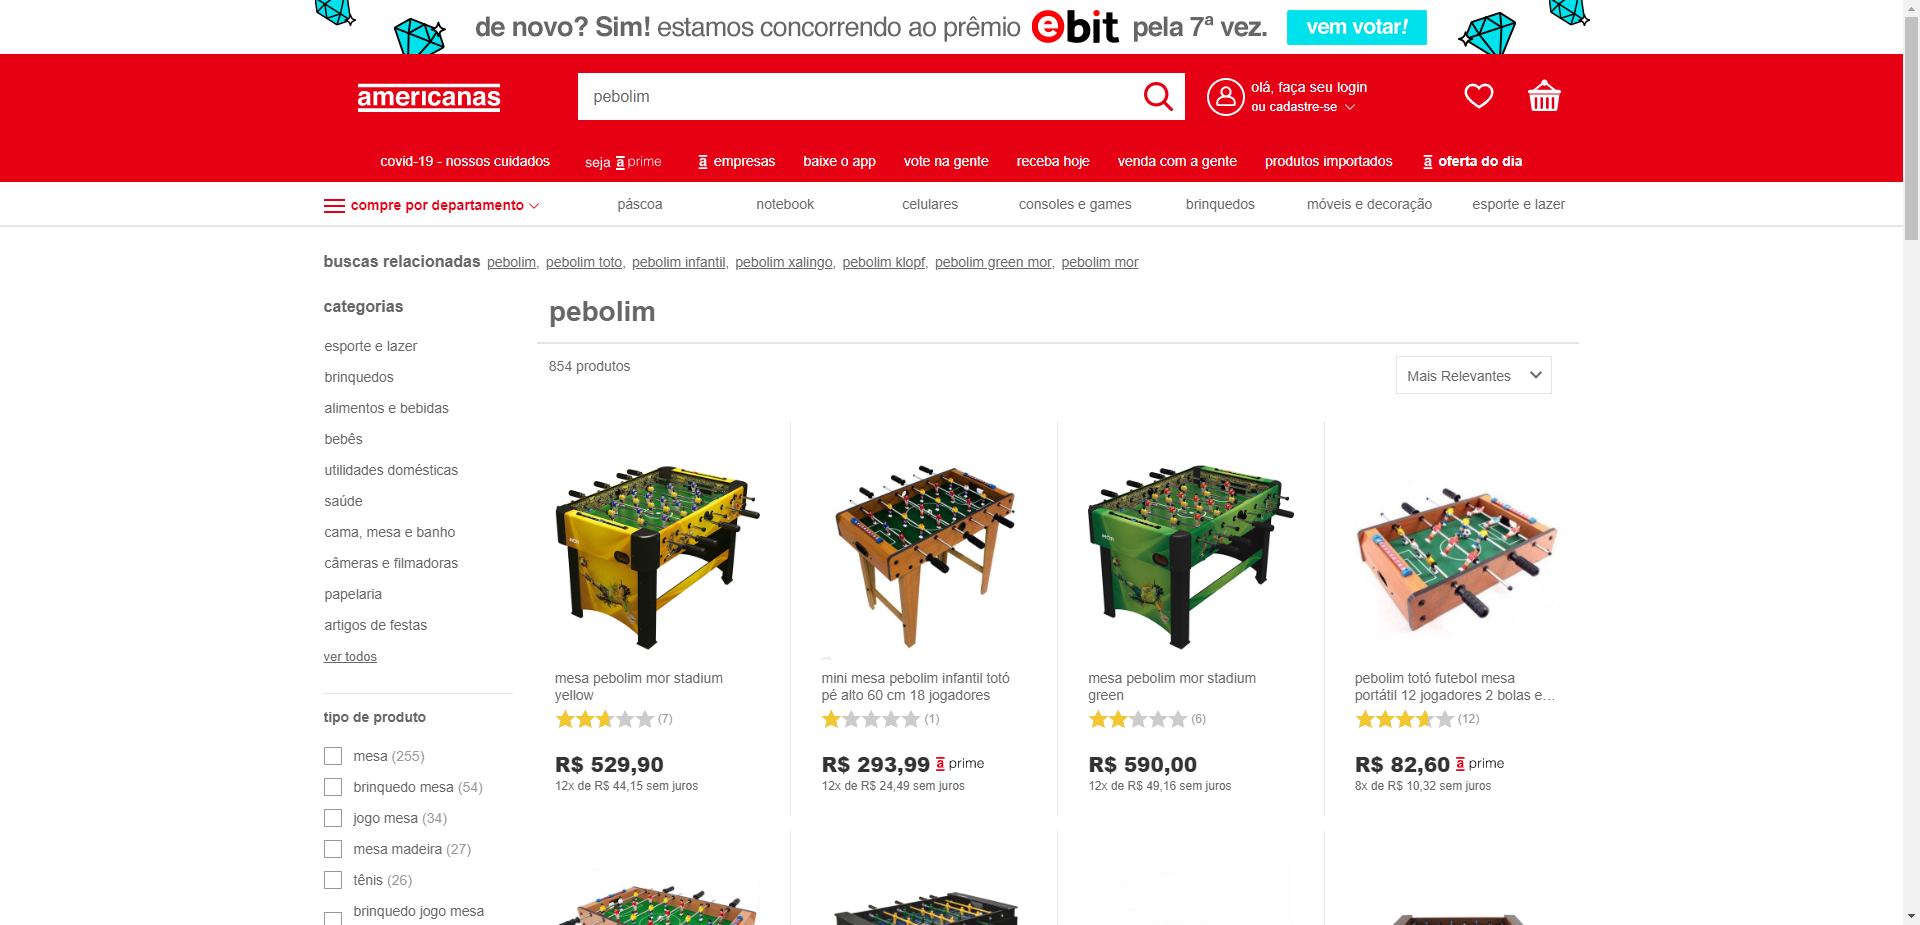 de novo? Sim! estamos concorrendo ao prêmio ebit pela 7ª vez. vem votar!
americanas
pebolim
olá, faça seu login
ou cadastre-se
covid-19 - nossos cuidados
seja a prime
a empresas
baixe o app
vote na gente
receba hoje
venda com a gente
produtos importados
a oferta do dia
compre por departamento
páscoa
notebook
celulares
consoles e games
brinquedos
móveis e decoração
esporte e lazer
buscas relacionadas pebolim, pebolim toto, pebolim infantil, pebolim xalingo, pebolim klopf, pebolim green mor, pebolim mor
categorias
esporte e lazer
brinquedos
alimentos e bebidas
bebês
utilidades domésticas
saúde
cama, mesa e banho
câmeras e filmadoras
papelaria
artigos de festas
ver todos
tipo de produto
mesa (255)
brinquedo mesa (54)
jogo mesa (34)
mesa madeira (27)
tênis (26)
brinquedo jogo mesa
pebolim
854 produtos
Mais Relevantes
mesa pebolim mor stadium
yellow
(7)
R$ 529,90
12x de R$ 44,15 sem juros
mini mesa pebolim infantil totó
pé alto 60 cm 18 jogadores
(1)
R$ 293,99 a prime
12x de R$ 24,49 sem juros
mesa pebolim mor stadium
green
(6)
R$ 590,00
12x de R$ 49,16 sem juros
pebolim totó futebol mesa
portátil 12 jogadores 2 bolas e...
(12)
R$ 82,60 a prime
8x de R$ 10,32 sem juros